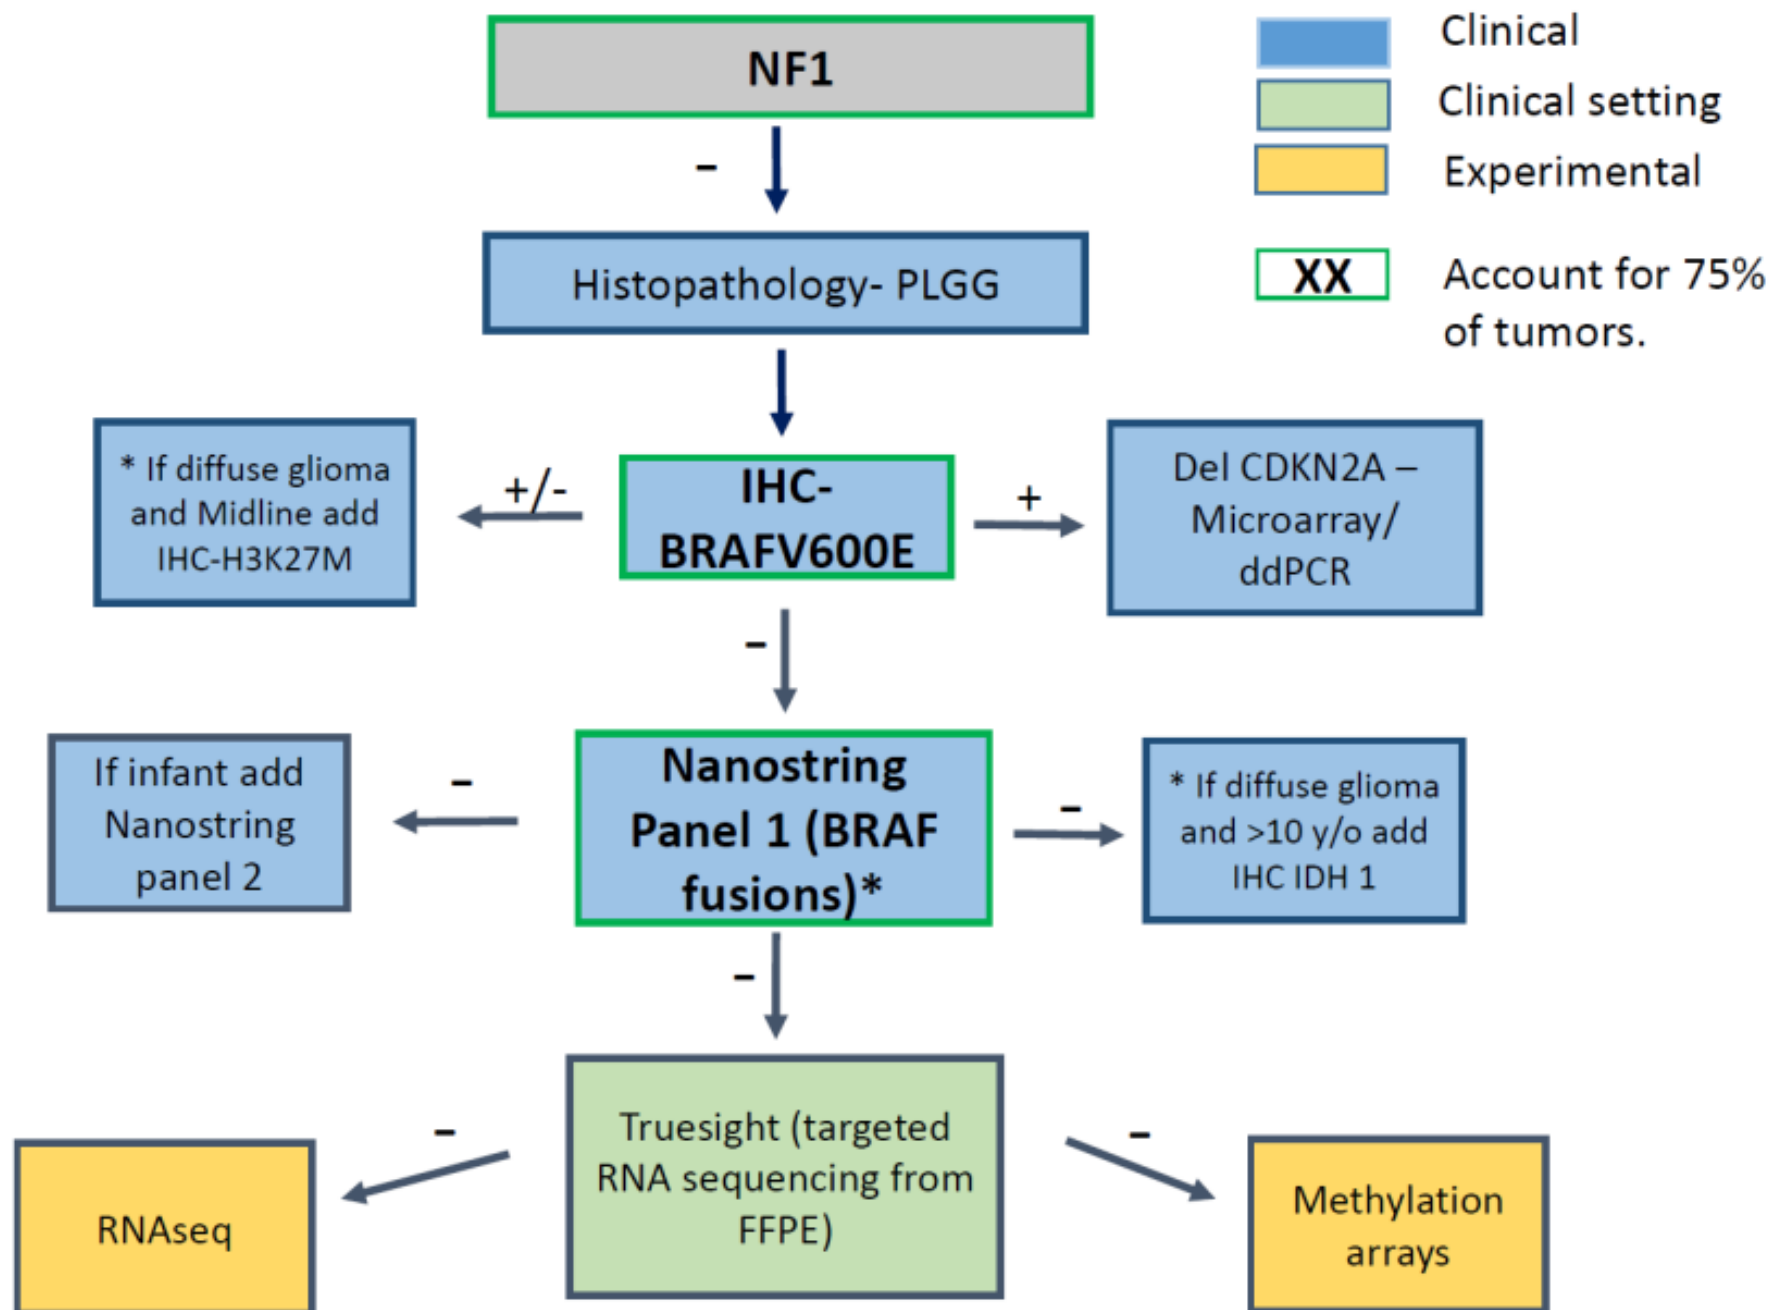 NF1
Clinical
Clinical setting
Experimental
XX
Account for 75%
of tumors.
–
Histopathology- PLGG
* If diffuse glioma
and Midline add
IHC-H3K27M
+/-
IHC-
BRAFV600E
+
Del CDKN2A –
Microarray/
ddPCR
–
If infant add
Nanostring
panel 2
–
Nanostring
Panel 1 (BRAF
fusions)*
–
* If diffuse glioma
and >10 y/o add
IHC IDH 1
–
RNAseq
–
Truesight (targeted
RNA sequencing from
FFPE)
–
Methylation
arrays